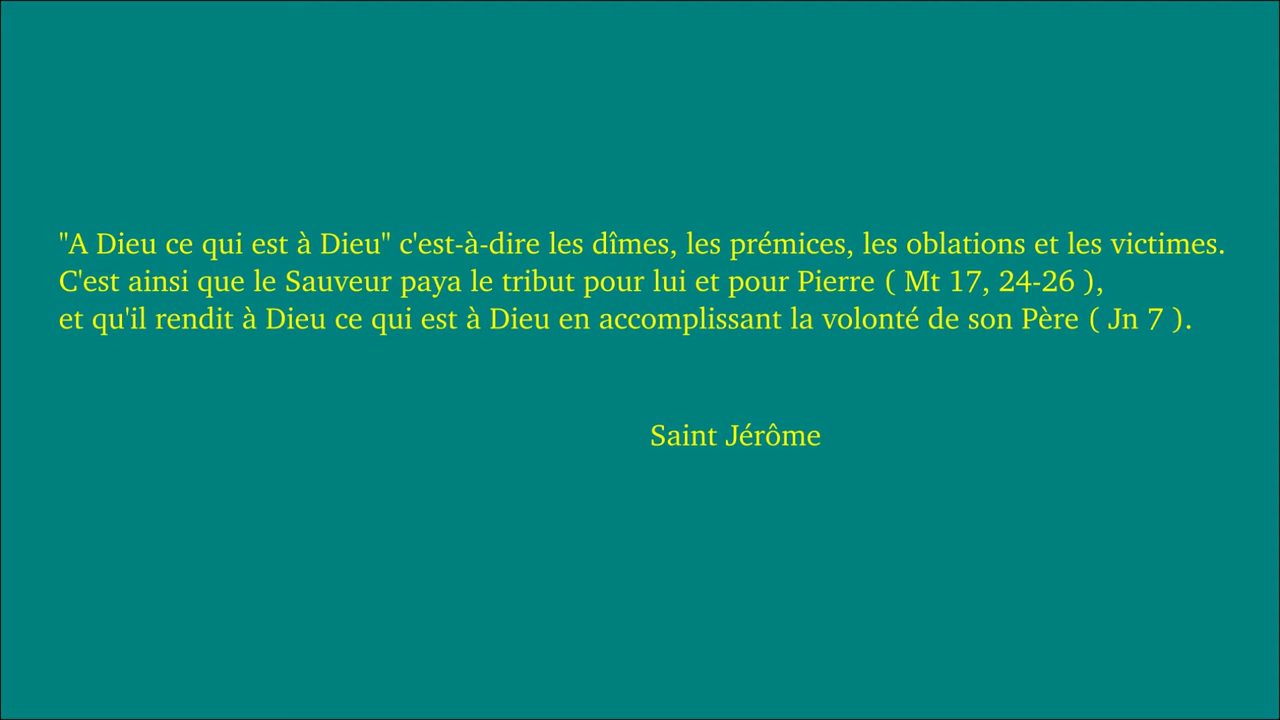 "A Dieu ce qui est à Dieu" c'est-à-dire les dîmes, les prémices, les oblations et les victimes.
C'est ainsi que le Sauveur paya le tribut pour lui et pour Pierre ( Mt 17, 24-26 ),
et qu'il rendit à Dieu ce qui est à Dieu en accomplissant la volonté de son Père ( Jn 7 ).
Saint Jérôme